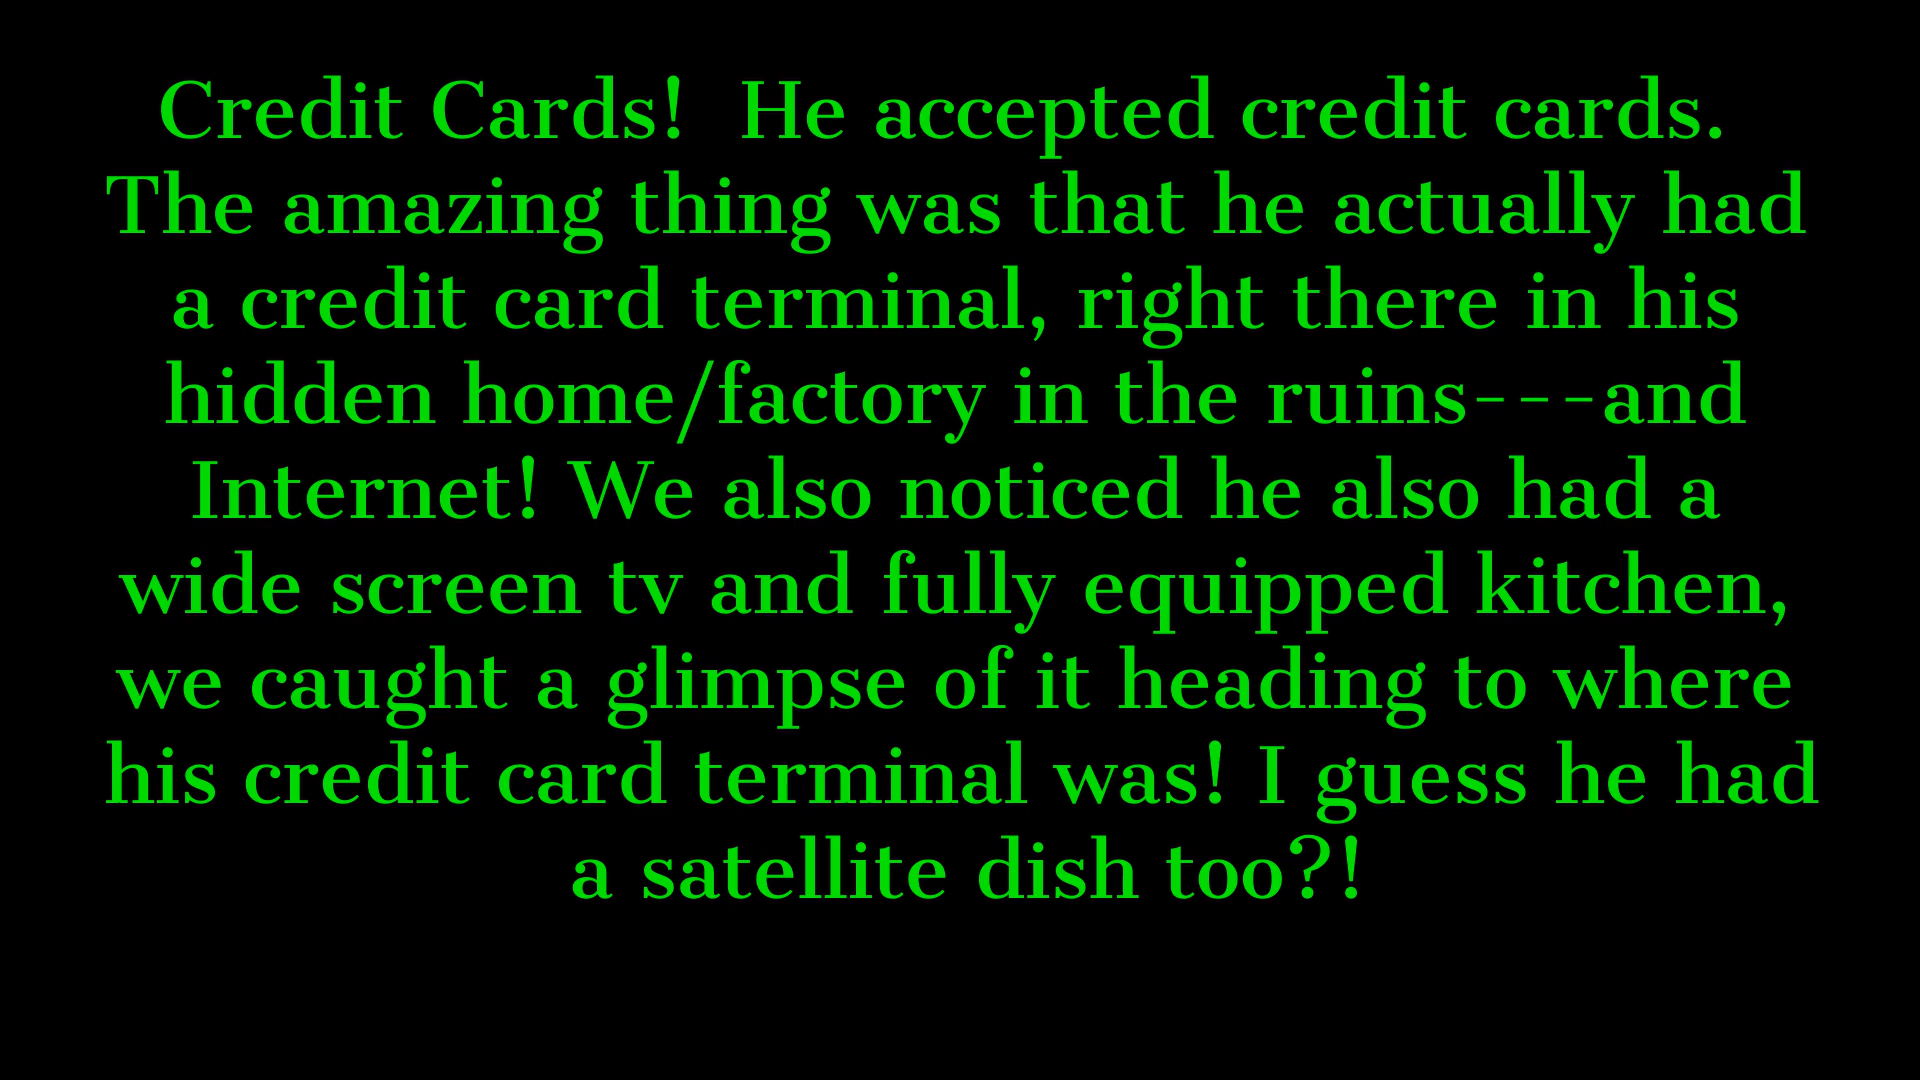 Credit Cards!  He accepted credit cards.
The amazing thing was that he actually had
a credit card terminal, right there in his
hidden home/factory in the ruins---and
Internet! We also noticed he also had a
wide screen tv and fully equipped kitchen,
we caught a glimpse of it heading to where
his credit card terminal was! I guess he had
a satellite dish too?!